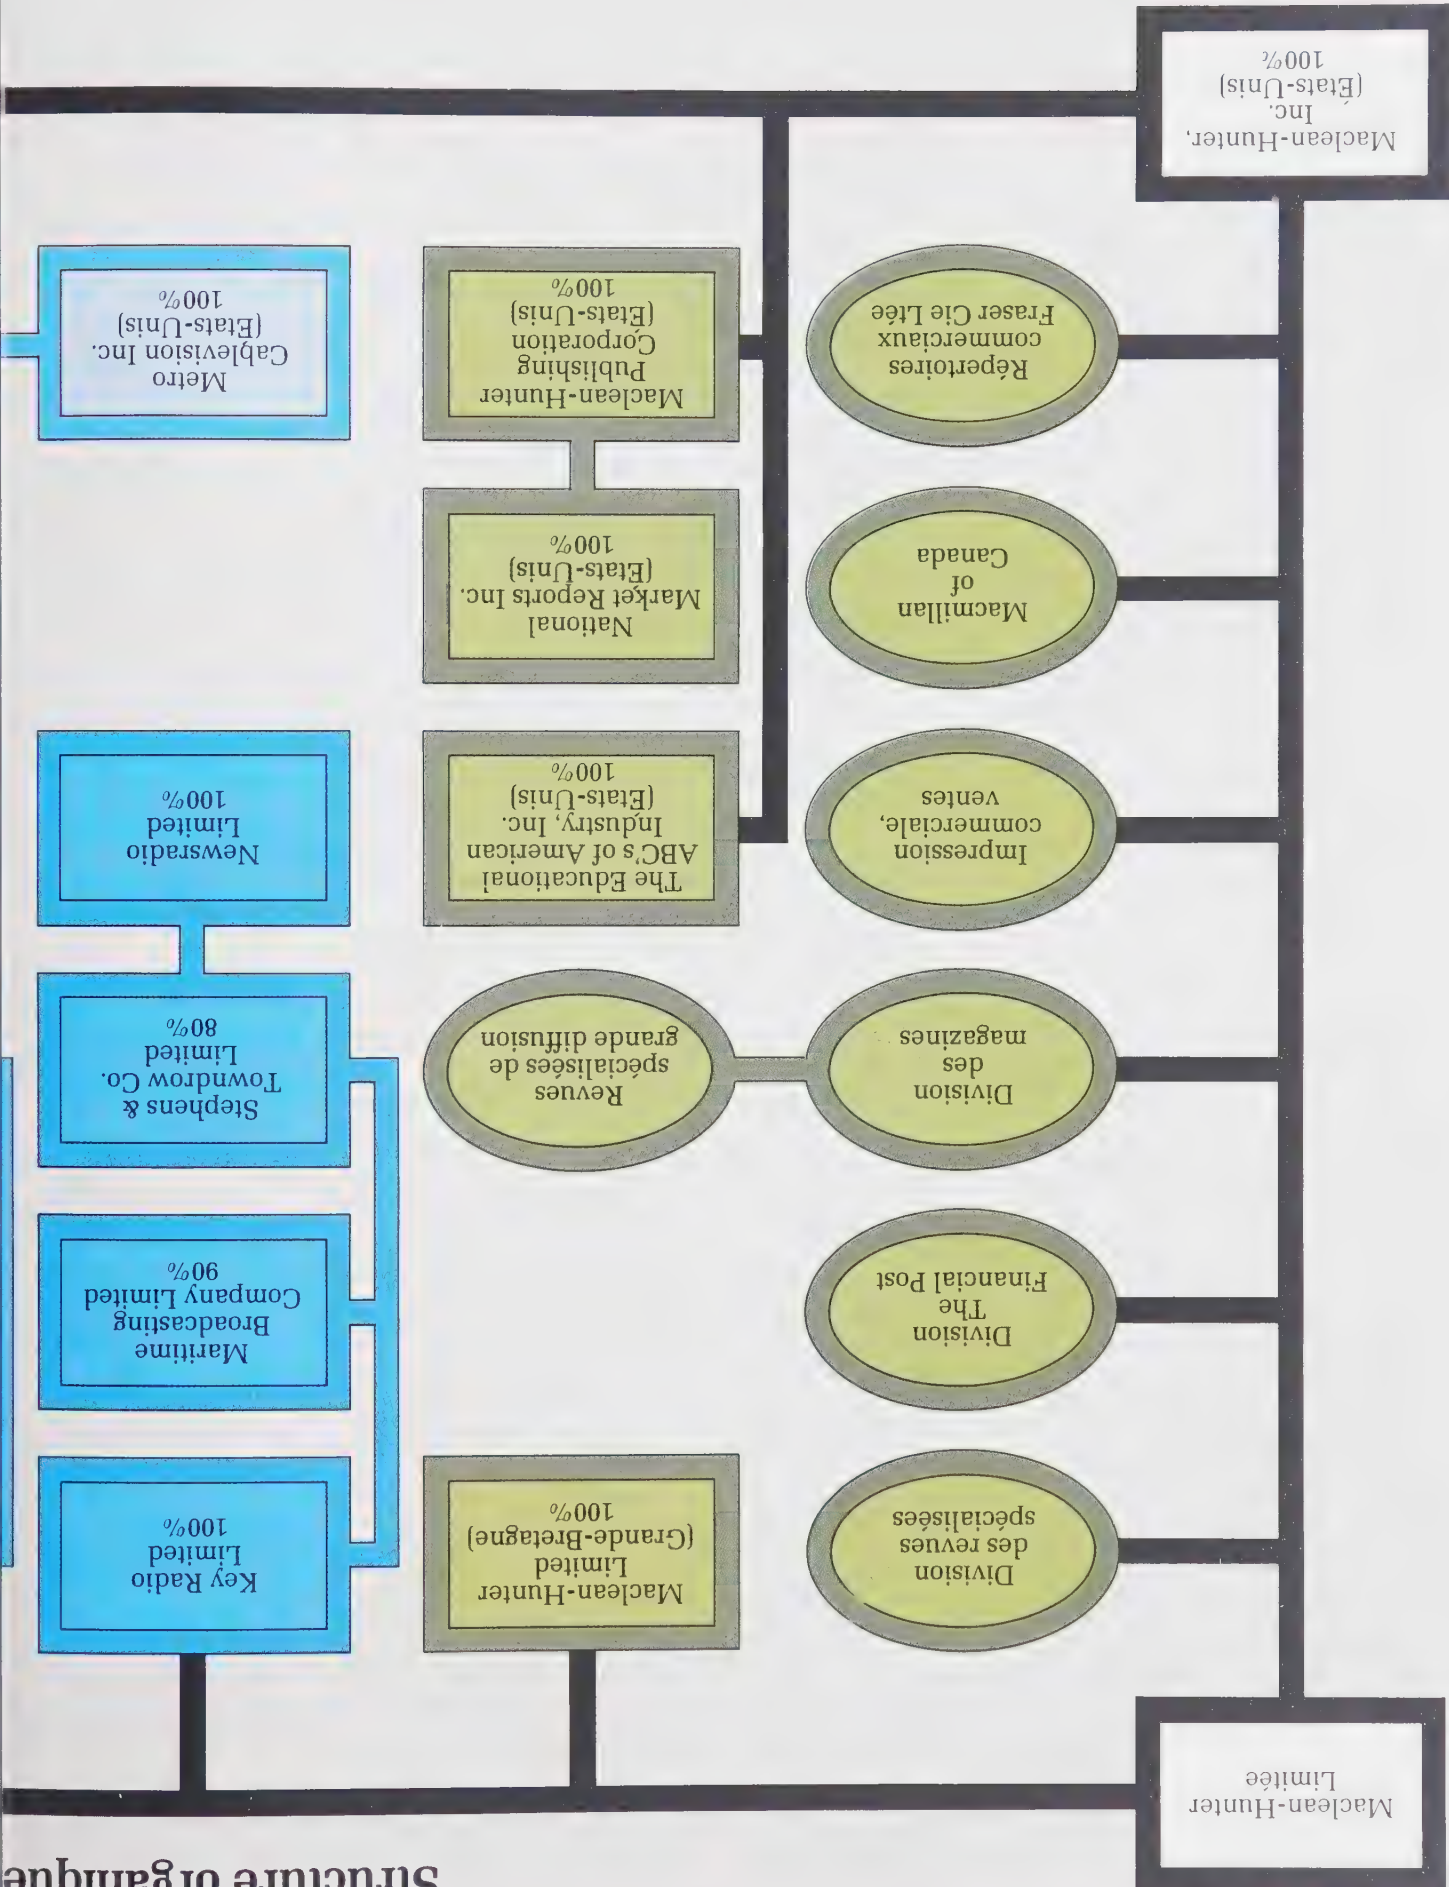 Structure organique
Maclean-Hunter
Limitée
Division
des revues
spécialisées
Division
The
Financial Post
Division
des
magazines
Impression
commerciale,
ventes
Macmillan
of
Canada
Répertoires
commerciaux
Fraser Cie Ltée
Maclean-Hunter,
Inc.
(États-Unis)
100%
Maclean-Hunter
Limited
(Grande-Bretagne)
100%
Revues
spécialisées de
grande diffusion
The Educational
ABC's of American
Industry, Inc.
(États-Unis)
100%
National
Market Reports Inc.
(États-Unis)
100%
Maclean-Hunter
Publishing
Corporation
(États-Unis)
100%
Key Radio
Limited
100%
Maritime
Broadcasting
Company Limited
90%
Stephens &
Towndrow Co.
Limited
80%
Newsradio
Limited
100%
Metro
Cablevision Inc.
(États-Unis)
100%